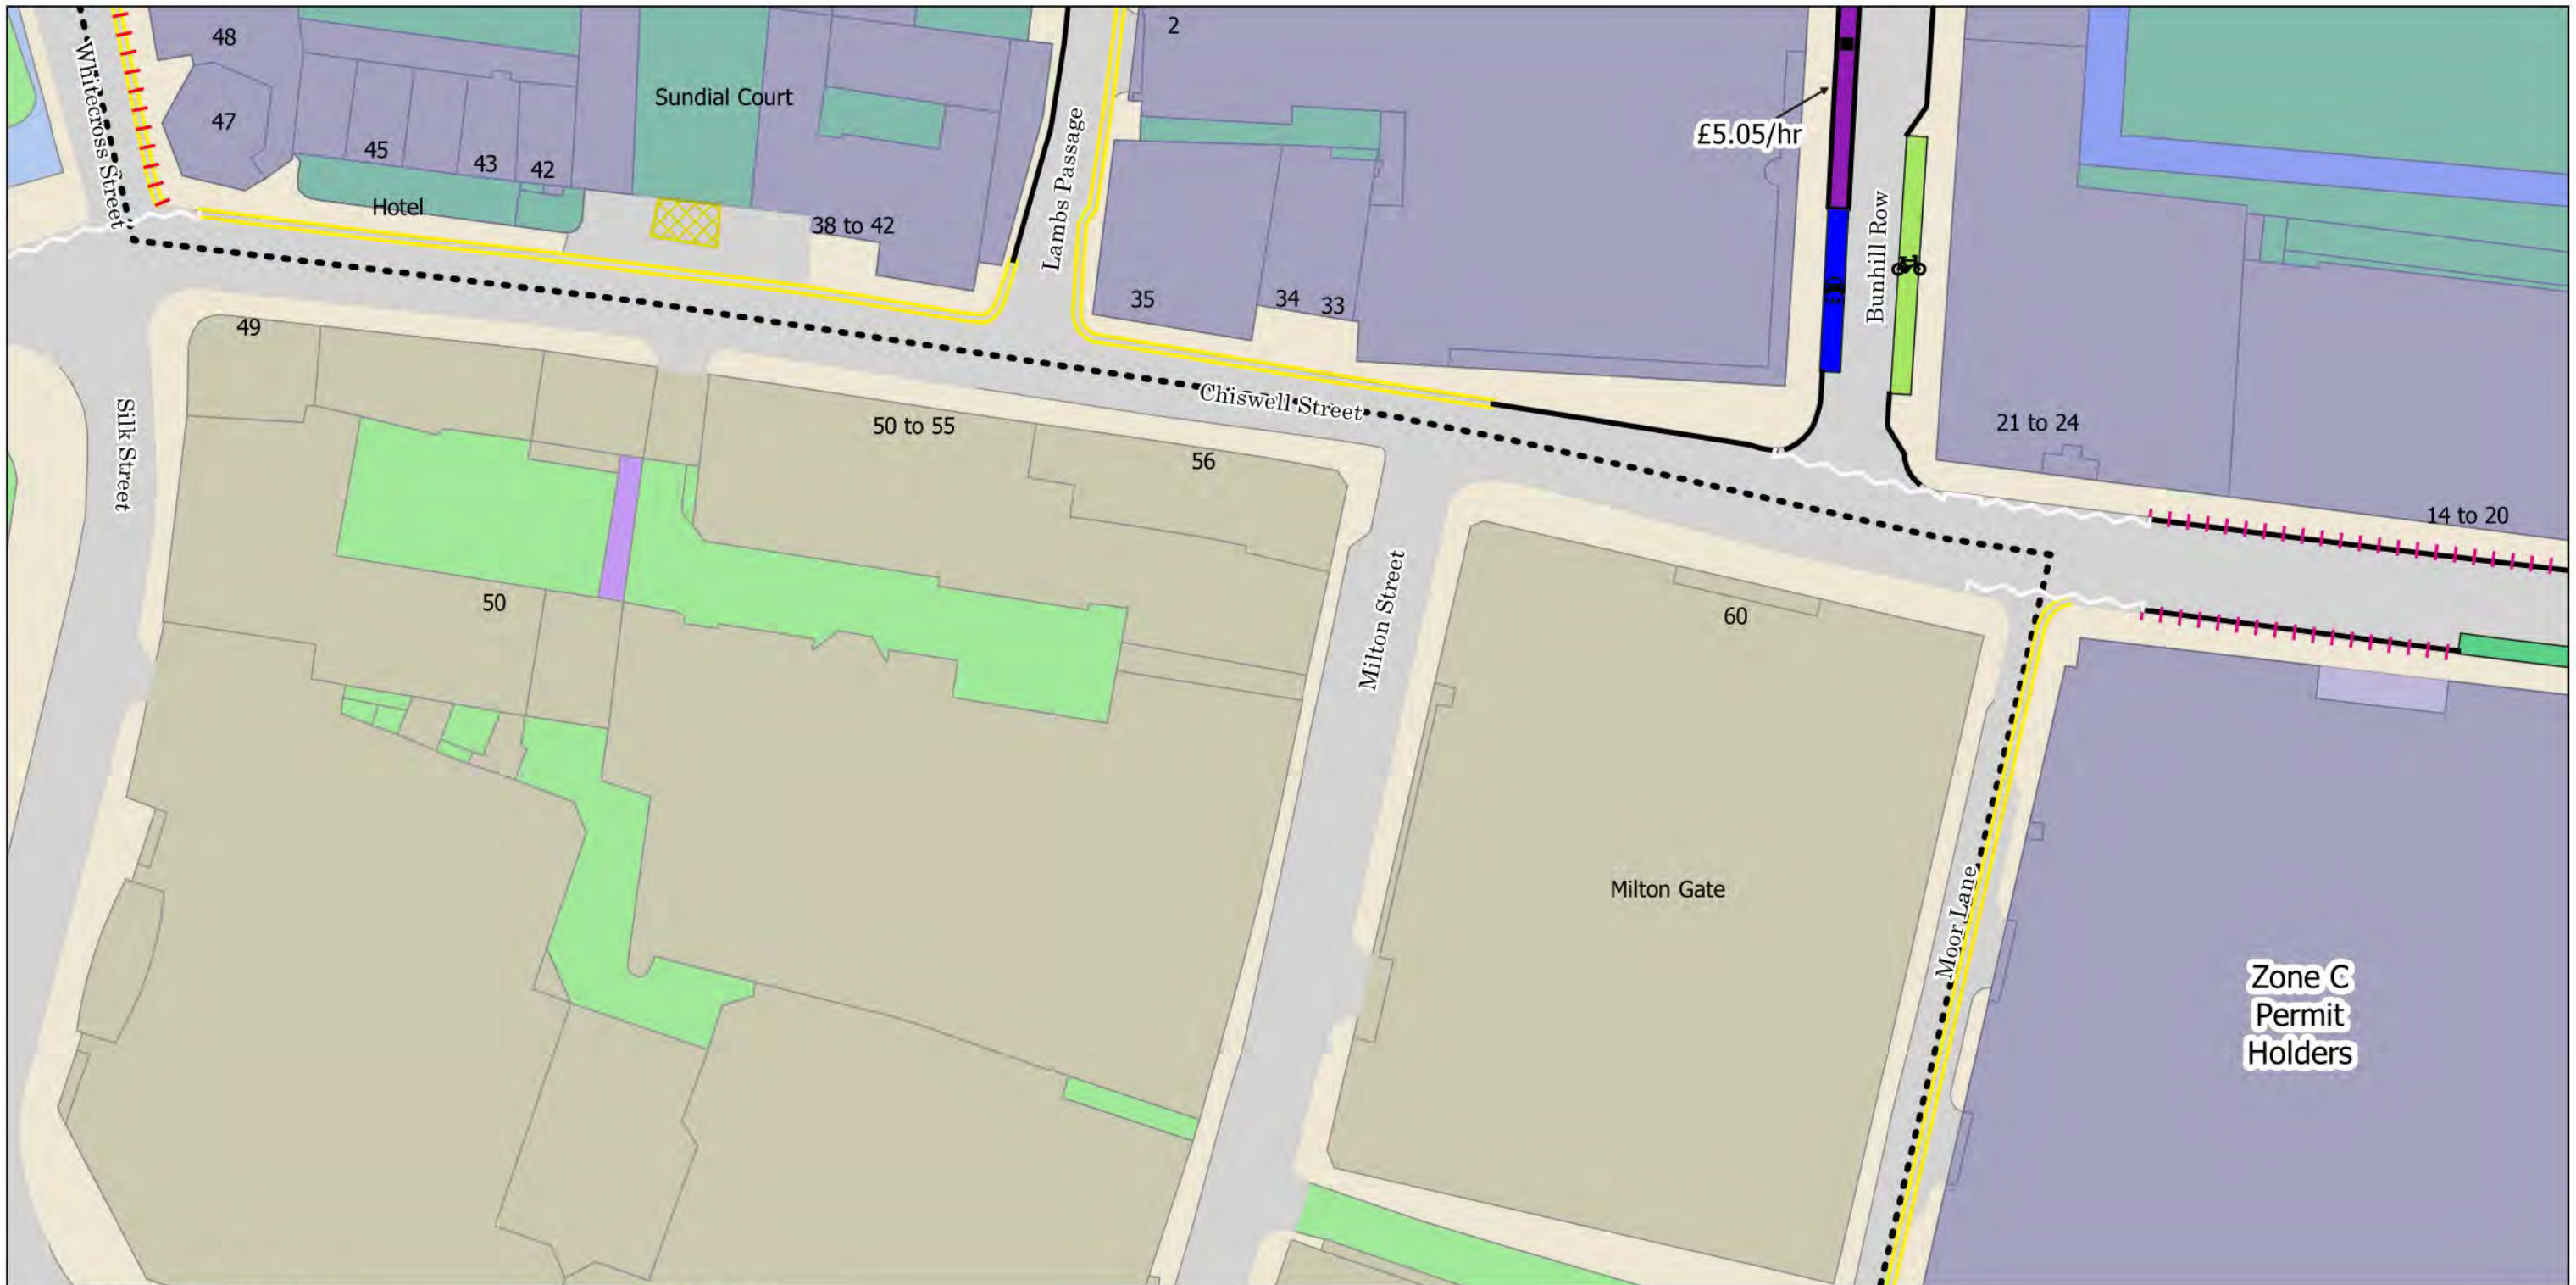 48
2
Whitecross Street
47
Sundial Court
£5.05/hr
45
43
42
Hotel
38 to 42
Lambs Passage
35
34
33
Bunhill Row
49
Silk Street
50 to 55
Chiswell Street
56
21 to 24
14 to 20
50
Milton Street
60
Milton Gate
Moor Lane
Zone C
Permit
Holders